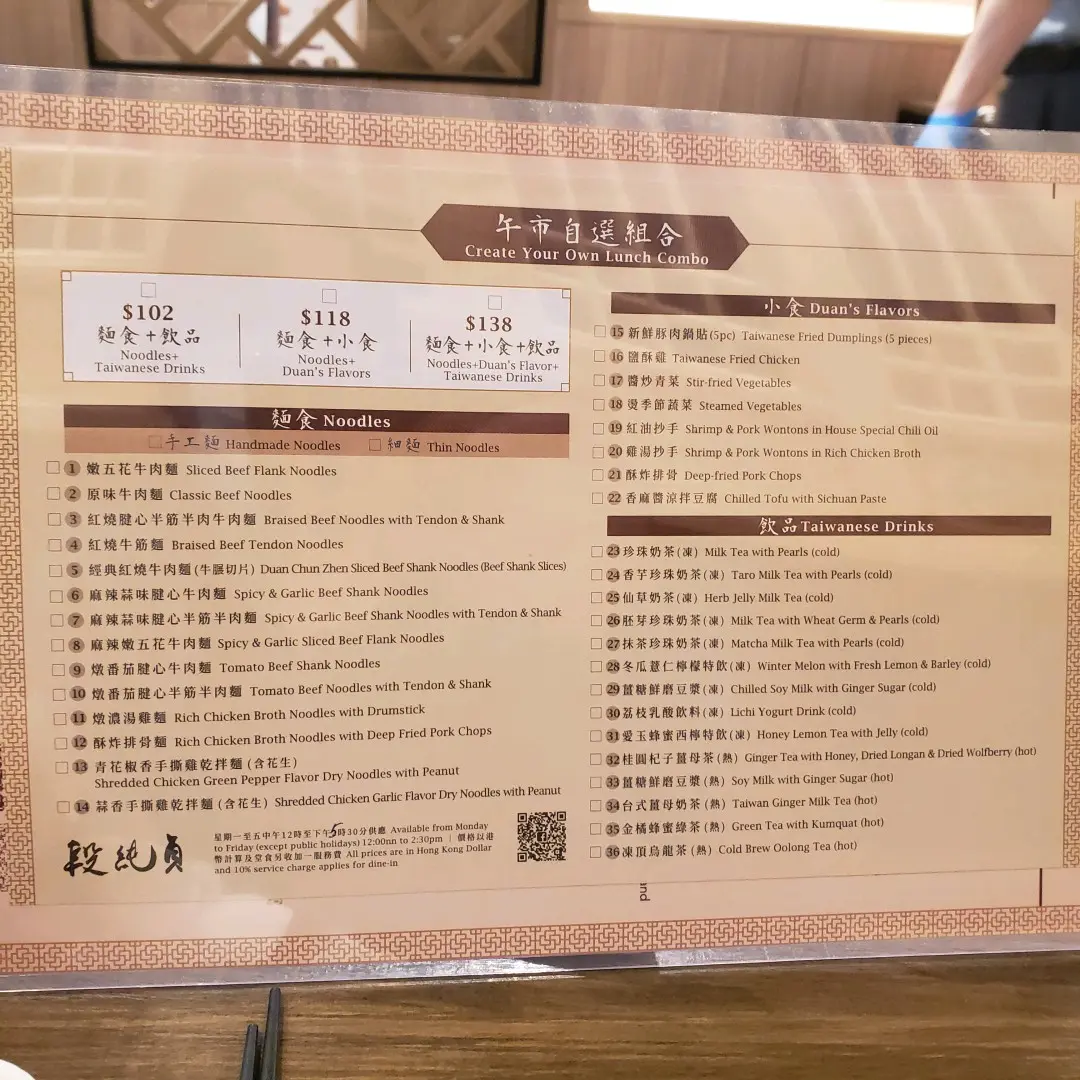 午市自選組合
Create Your Own Lunch Combo
$102
麵食+飲品
Noodles+
Taiwanese Drinks
$118
麵食+小食
Noodles+
Duan's Flavors
$138
麵食+小食+飲品
Noodles+Duan's Flavor+
Taiwanese Drinks
麵食 Noodles
手工麵 Handmade Noodles 細麵 Thin Noodles
1 嫩五花牛肉麵 Sliced Beef Flank Noodles
2 原味牛肉麵 Classic Beef Noodles
3 紅燒腱心半筋半肉牛肉麵 Braised Beef Noodles with Tendon & Shank
4 紅燒牛筋麵 Braised Beef Tendon Noodles
5 經典紅燒牛肉麵(牛𦟌切片) Duan Chun Zhen Sliced Beef Shank Noodles (Beef Shank Slices)
6 麻辣蒜味腱心牛肉麵 Spicy & Garlic Beef Shank Noodles
7 麻辣蒜味腱心半筋半肉麵 Spicy & Garlic Beef Shank Noodles with Tendon & Shank
8 麻辣嫩五花牛肉麵 Spicy & Garlic Sliced Beef Flank Noodles
9 燉番茄腱心牛肉麵 Tomato Beef Shank Noodles
10 燉番茄腱心半筋半肉麵 Tomato Beef Noodles with Tendon & Shank
11 燉濃湯雞麵 Rich Chicken Broth Noodles with Drumstick
12 酥炸排骨麵 Rich Chicken Broth Noodles with Deep Fried Pork Chops
13 青花椒香手撕雞乾拌麵(含花生)
Shredded Chicken Green Pepper Flavor Dry Noodles with Peanut
14 蒜香手撕雞乾拌麵(含花生) Shredded Chicken Garlic Flavor Dry Noodles with Peanut
段純貞
星期一至五中午12時至下午5時30分供應 Available from Monday
to Friday (except public holidays) 12:00nn to 2:30pm | 價格以港
幣計算及堂食另收加一服務費 All prices are in Hong Kong Dollar
and 10% service charge applies for dine-in
小食 Duan's Flavors
15 新鮮豚肉鍋貼(5pc) Taiwanese Fried Dumplings (5 pieces)
16 鹽酥雞 Taiwanese Fried Chicken
17 醬炒青菜 Stir-fried Vegetables
18 燙季節蔬菜 Steamed Vegetables
19 紅油抄手 Shrimp & Pork Wontons in House Special Chili Oil
20 雞湯抄手 Shrimp & Pork Wontons in Rich Chicken Broth
21 酥炸排骨 Deep-fried Pork Chops
22 香麻醬涼拌豆腐 Chilled Tofu with Sichuan Paste
飲品 Taiwanese Drinks
23 珍珠奶茶(凍) Milk Tea with Pearls (cold)
24 香芋珍珠奶茶(凍) Taro Milk Tea with Pearls (cold)
25 仙草奶茶(凍) Herb Jelly Milk Tea (cold)
26 胚芽珍珠奶茶(凍) Milk Tea with Wheat Germ & Pearls (cold)
27 抹茶珍珠奶茶(凍) Matcha Milk Tea with Pearls (cold)
28 冬瓜薏仁檸檬特飲(凍) Winter Melon with Fresh Lemon & Barley (cold)
29 薑糖鮮磨豆漿(凍) Chilled Soy Milk with Ginger Sugar (cold)
30 荔枝乳酸飲料(凍) Lichi Yogurt Drink (cold)
31 愛玉蜂蜜西檸特飲(凍) Honey Lemon Tea with Jelly (cold)
32 桂圓杞子薑母茶(熱) Ginger Tea with Honey, Dried Longan & Dried Wolfberry (hot)
33 薑糖鮮磨豆漿(熱) Soy Milk with Ginger Sugar (hot)
34 台式薑母奶茶(熱) Taiwan Ginger Milk Tea (hot)
35 金橘蜂蜜綠茶(熱) Green Tea with Kumquat (hot)
36 凍頂烏龍茶(熱) Cold Brew Oolong Tea (hot)
and